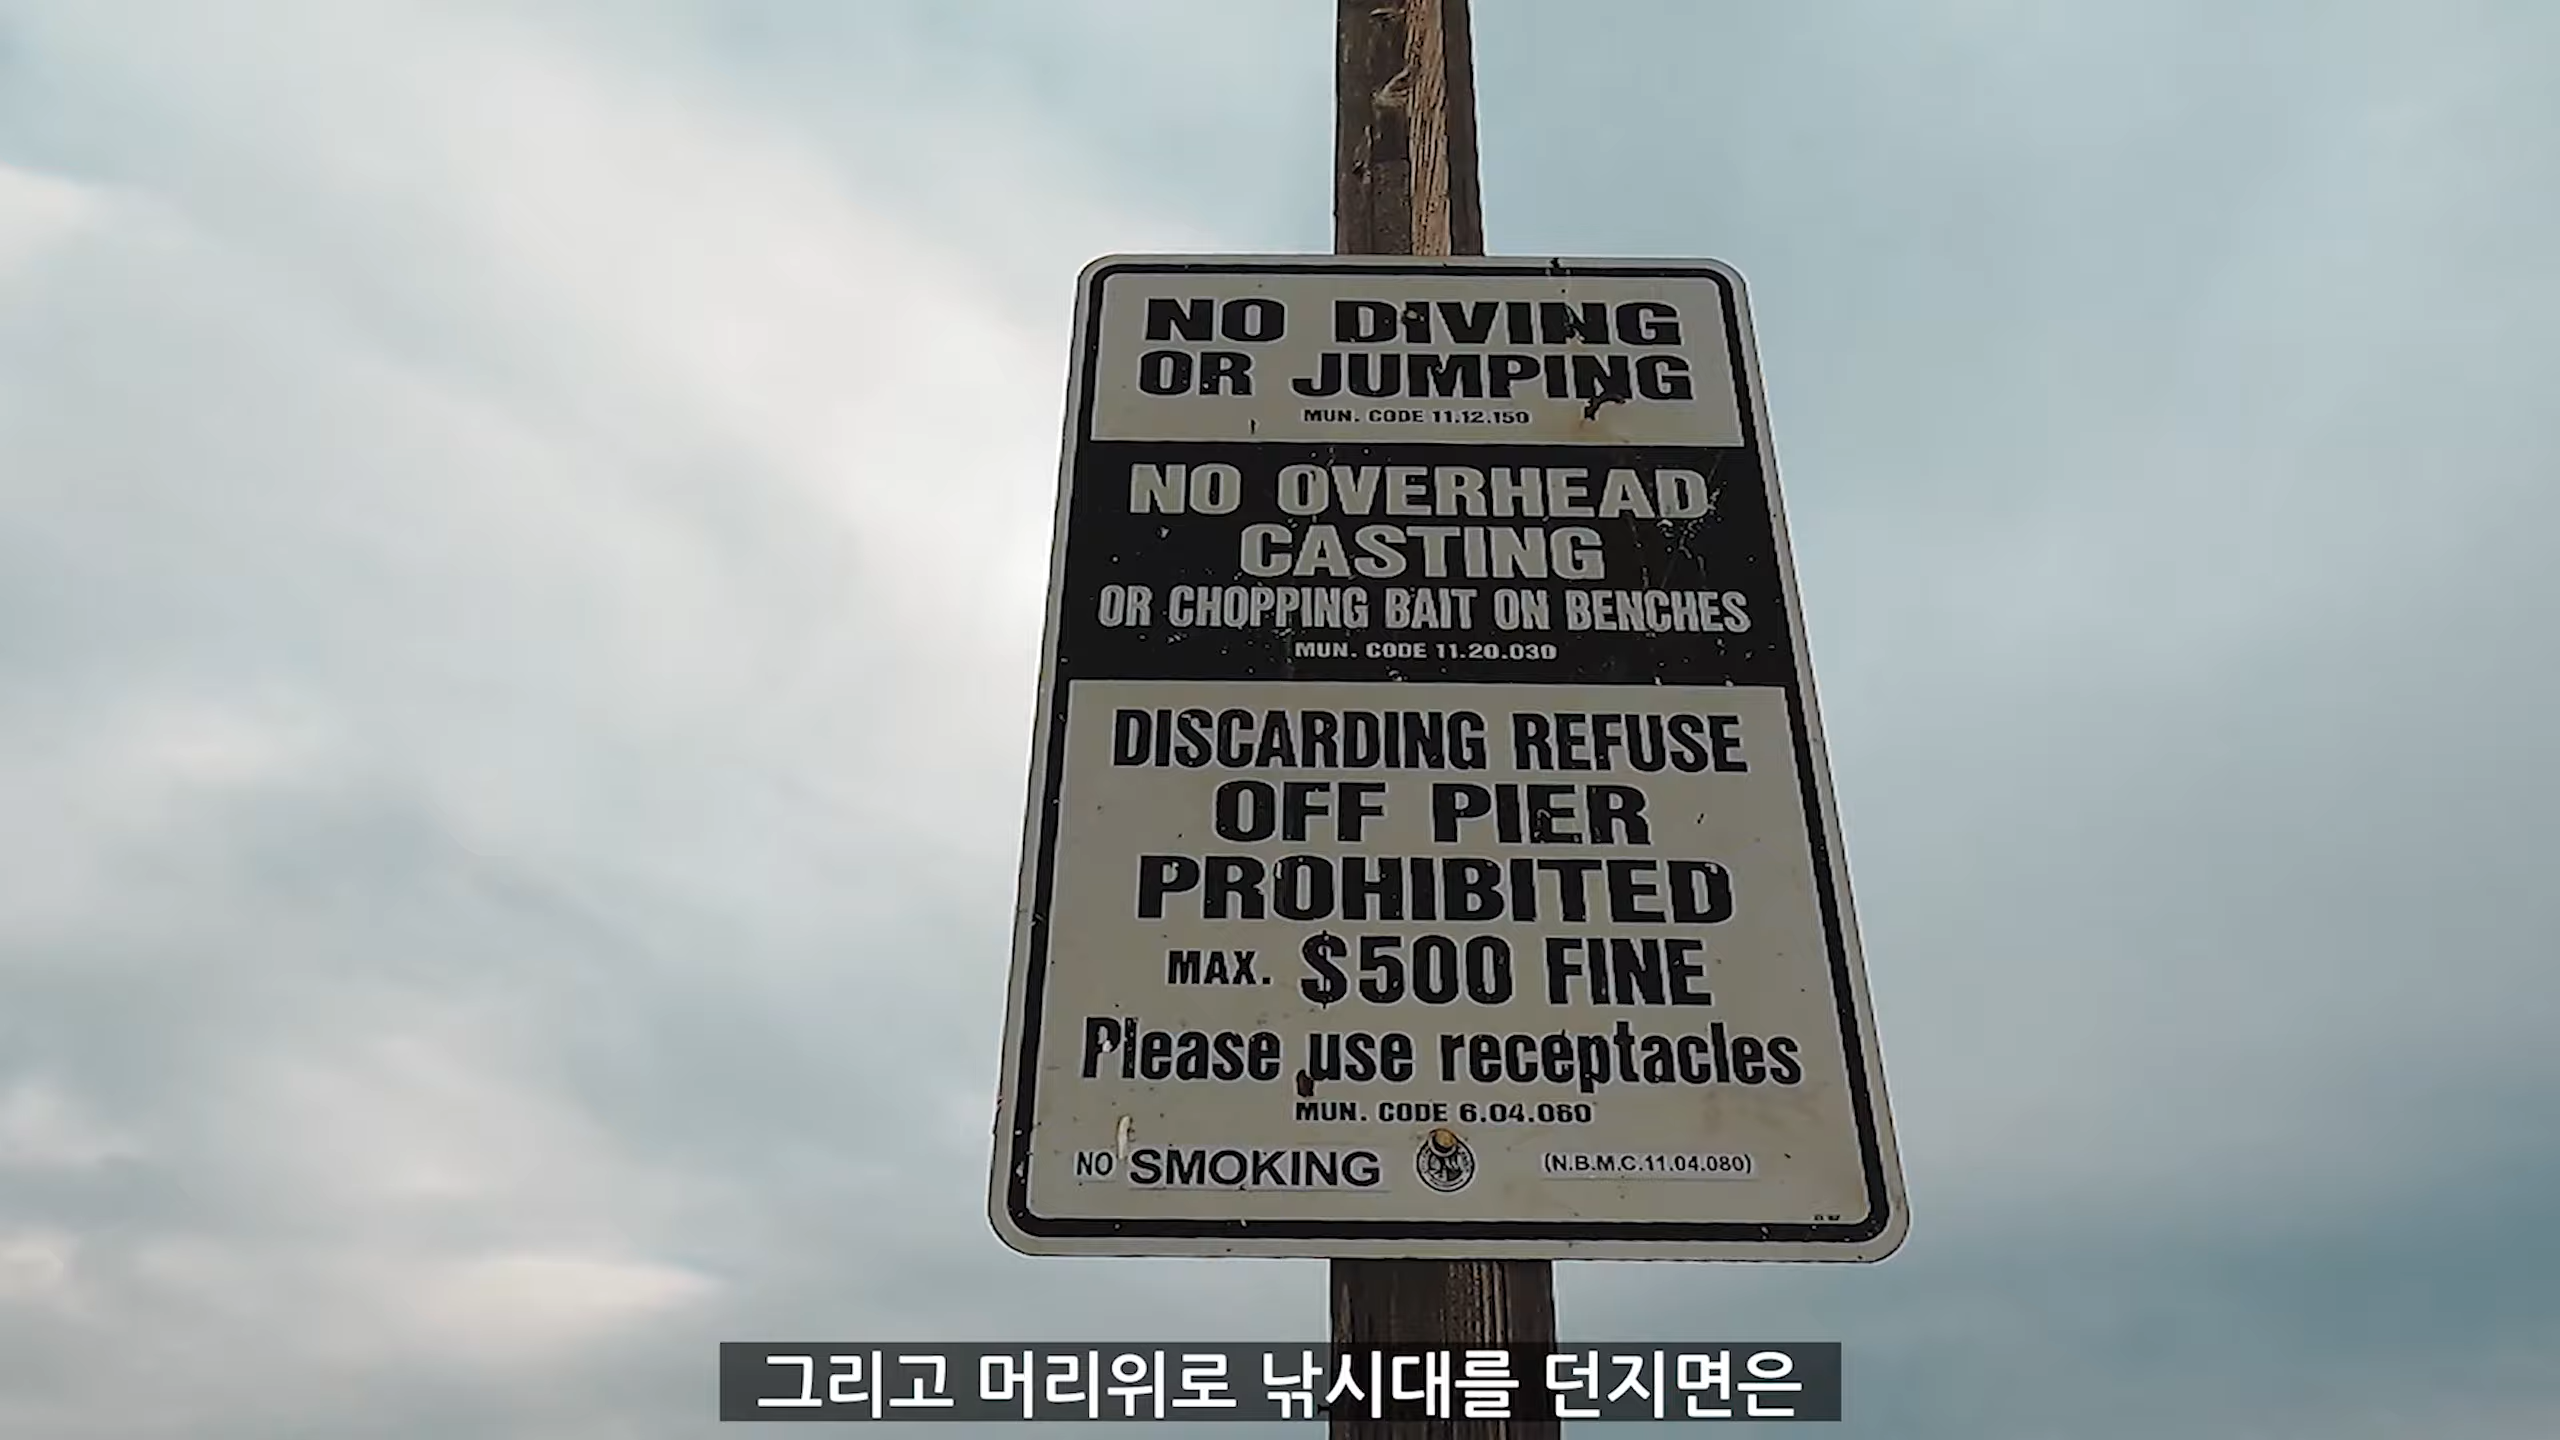 NO DIVING
OR JUMPING
MUN. CODE 11.12.150
NO OVERHEAD
CASTING
OR CHOPPING BAIT ON BENCHES
MUN. CODE 11.20.030
DISCARDING REFUSE
OFF PIER
PROHIBITED
MAX. $500 FINE
Please use receptacles
MUN. CODE 6.04.060
NO SMOKING (N.B.M.C.11.04.080)
그리고 머리위로 낚시대를 던지면은